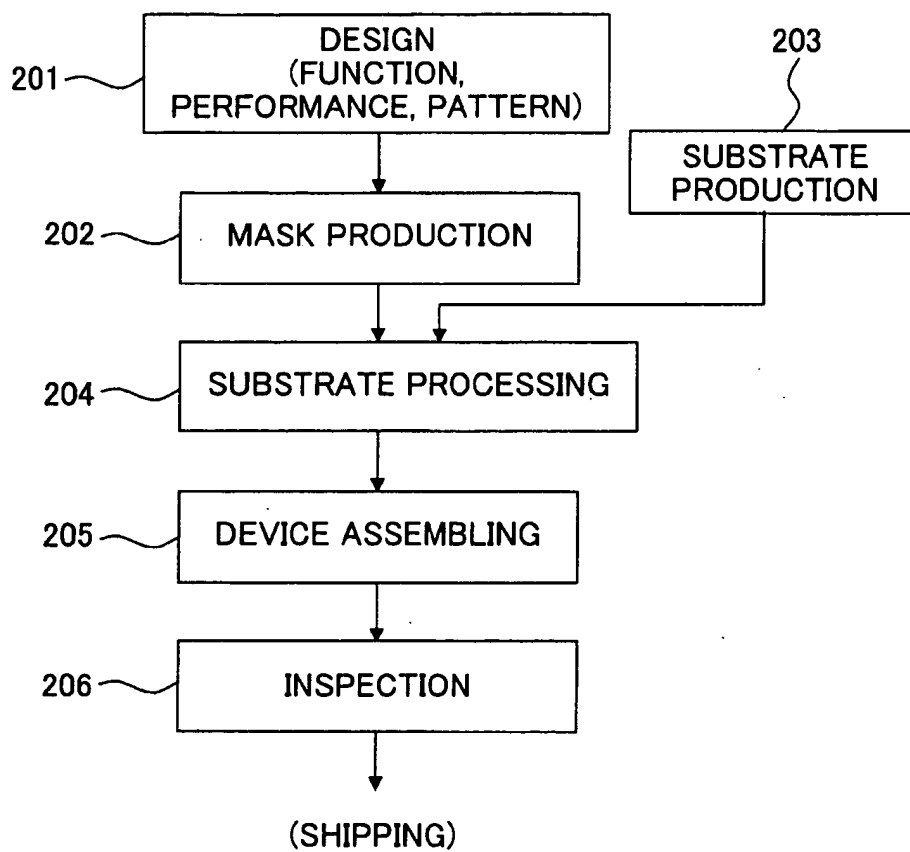 201
DESIGN
(FUNCTION,
PERFORMANCE, PATTERN)
203
SUBSTRATE
PRODUCTION
202
MASK PRODUCTION
204
SUBSTRATE PROCESSING
205
DEVICE ASSEMBLING
206
INSPECTION
(SHIPPING)